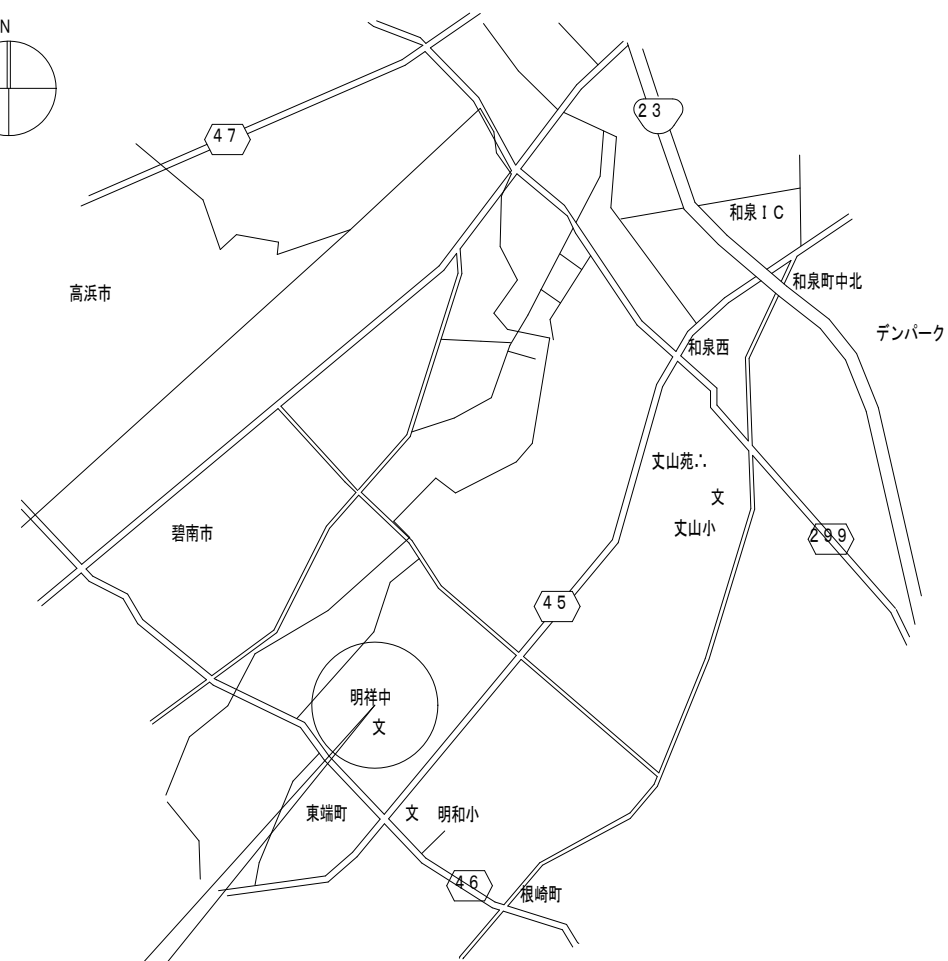 N
23
47
和泉IC
和泉町中北
高浜市
デンパーク
和泉西
丈山苑∴
文
丈山小
碧南市
299
45
明祥中
文
東端町
文 明和小
46
根崎町